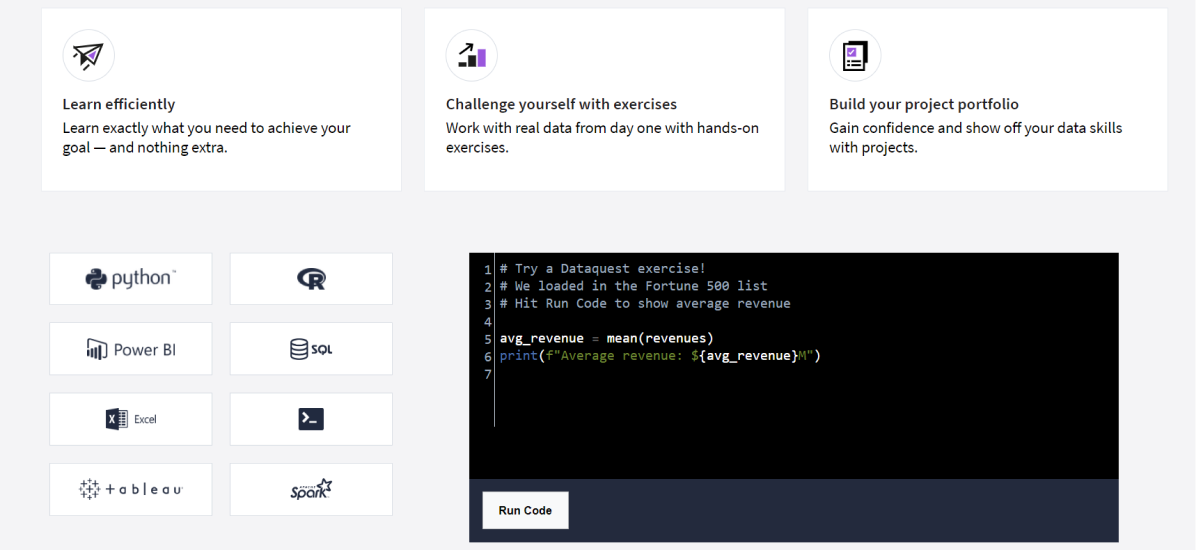 Learn efficiently
Learn exactly what you need to achieve your
goal — and nothing extra.
Challenge yourself with exercises
Work with real data from day one with hands-on
exercises.
Build your project portfolio
Gain confidence and show off your data skills
with projects.
python™
R
Power BI
SQL
X Excel
>_
+ableau
APACHE Spark
1 # Try a Dataquest exercise!
2 # We loaded in the Fortune 500 list
3 # Hit Run Code to show average revenue
4
5 avg_revenue = mean(revenues)
6 print(f"Average revenue: ${avg_revenue}M")
7
Run Code